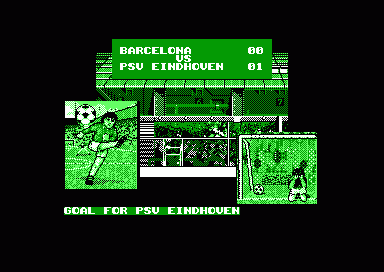 BARCELONA 00
VS
PSV EINDHOVEN 01
GOAL FOR PSV EINDHOVEN